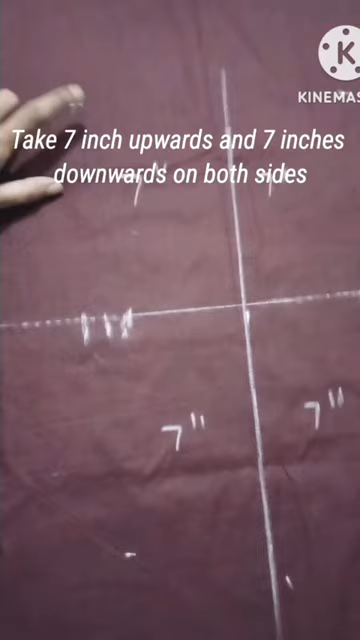 K
KINEMAS
Take 7 inch upwards and 7 inches
downwards on both sides
7"
7"